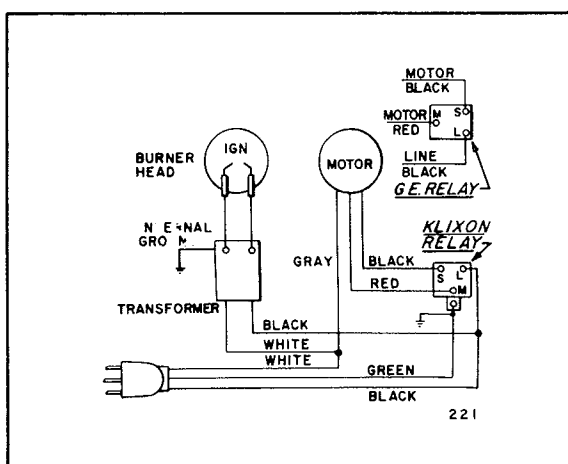 MOTOR
BLACK
MOTOR
RED
M
S
L
LINE
BLACK
G.E. RELAY
BURNER
HEAD
IGN
MOTOR
KLIXON
RELAY
GRAY
BLACK
RED
S
L
M
TRANSFORMER
BLACK
WHITE
WHITE
GREEN
BLACK
221